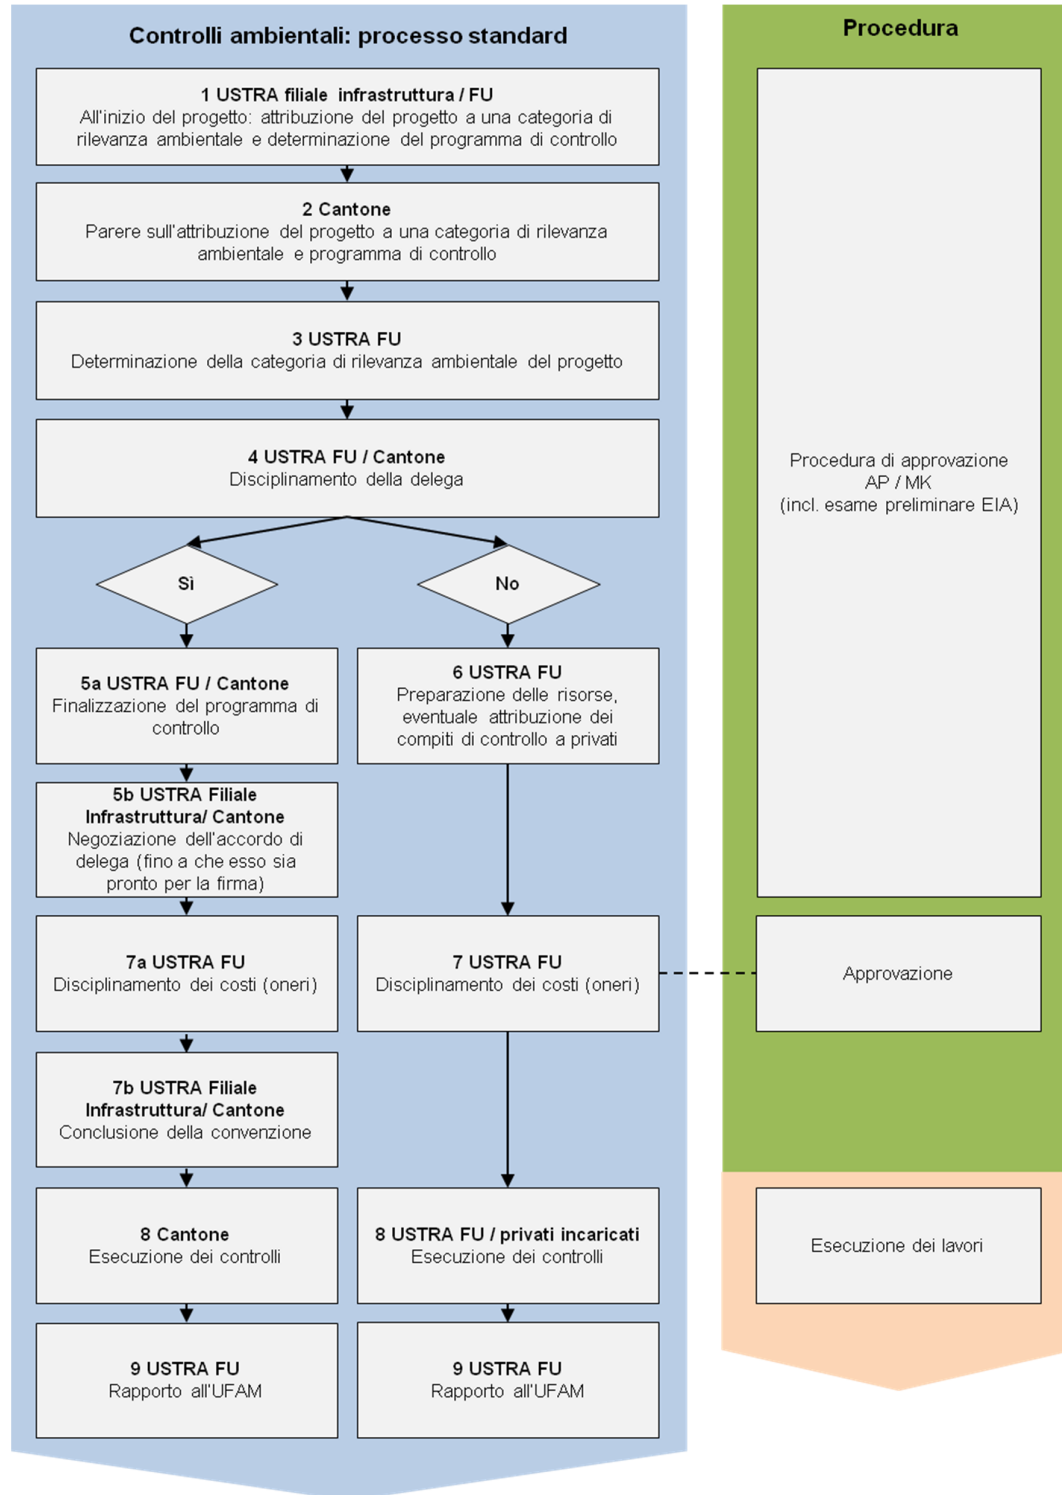 Controlli ambientali: processo standard
1 USTRA filiale infrastruttura / FU
All'inizio del progetto: attribuzione del progetto a una categoria di
rilevanza ambientale e determinazione del programma di controllo
2 Cantone
Parere sull'attribuzione del progetto a una categoria di rilevanza
ambientale e programma di controllo
3 USTRA FU
Determinazione della categoria di rilevanza ambientale del progetto
4 USTRA FU / Cantone
Disciplinamento della delega
Sì
No
5a USTRA FU / Cantone
Finalizzazione del programma di
controllo
6 USTRA FU
Preparazione delle risorse,
eventuale attribuzione dei
compiti di controllo a privati
5b USTRA Filiale
Infrastruttura/ Cantone
Negoziazione dell'accordo di
delega (fino a che esso sia
pronto per la firma)
7a USTRA FU
Disciplinamento dei costi (oneri)
7 USTRA FU
Disciplinamento dei costi (oneri)
7b USTRA Filiale
Infrastruttura/ Cantone
Conclusione della convenzione
8 Cantone
Esecuzione dei controlli
8 USTRA FU / privati incaricati
Esecuzione dei controlli
9 USTRA FU
Rapporto all'UFAM
9 USTRA FU
Rapporto all'UFAM
Procedura
Procedura di approvazione
AP / MK
(incl. esame preliminare EIA)
Approvazione
Esecuzione dei lavori